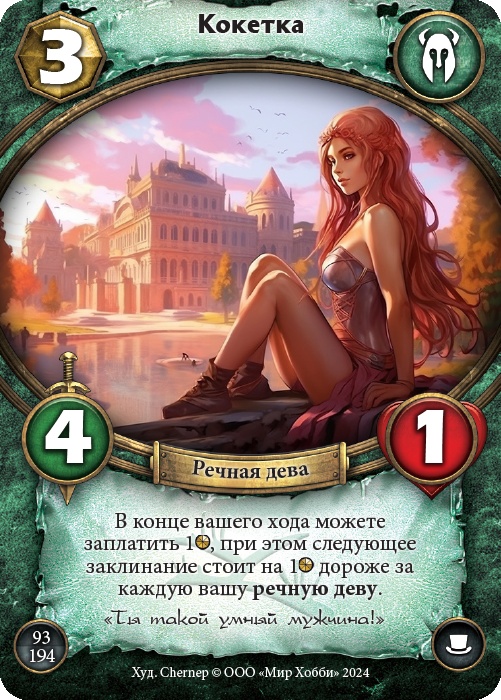 Кокетка
3
4
1
Речная дева
В конце вашего хода можете
заплатить 1, при этом следующее
заклинание стоит на 1 дороже за
каждую вашу речную деву.
«Ты такой умный мужчина!»
93
194
Худ. Chernep © ООО «Мир Хобби» 2024